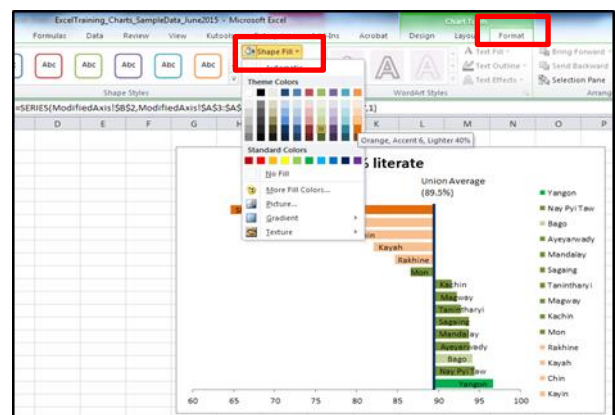 ExcelTraining_Charts_SampleData_June2015 - Microsoft Excel
Chart Tools
Formulas Data Review View Acrobat Design Layout Format
Abc Abc Abc Abc Abc
Shape Fill
Text Fill
Text Outline
Text Effects
Bring Forward
Send Backward
Selection Pane
Shape Styles WordArt Styles Arrang
=SERIES(ModifiedAxis!$B$2,ModifiedAxis!$A$3:$A$ ,1)
D E F G H K L M N O P
Automatic
Theme Colors
Orange, Accent 6, Lighter 40%
Standard Colors
No Fill
More Fill Colors...
Picture...
Gradient
Texture
% literate
Union Average
(89.5%)
Kayah
Rakhine
Mon
Kachin
Magway
Tanintharyi
Sagaing
Mandalay
Ayeyarwady
Bago
Nay Pyi Taw
Yangon
60 65 70 75 80 85 90 95 100
Yangon
Nay Pyi Taw
Bago
Ayeyarwady
Mandalay
Sagaing
Tanintharyi
Magway
Kachin
Mon
Rakhine
Kayah
Chin
Kayin